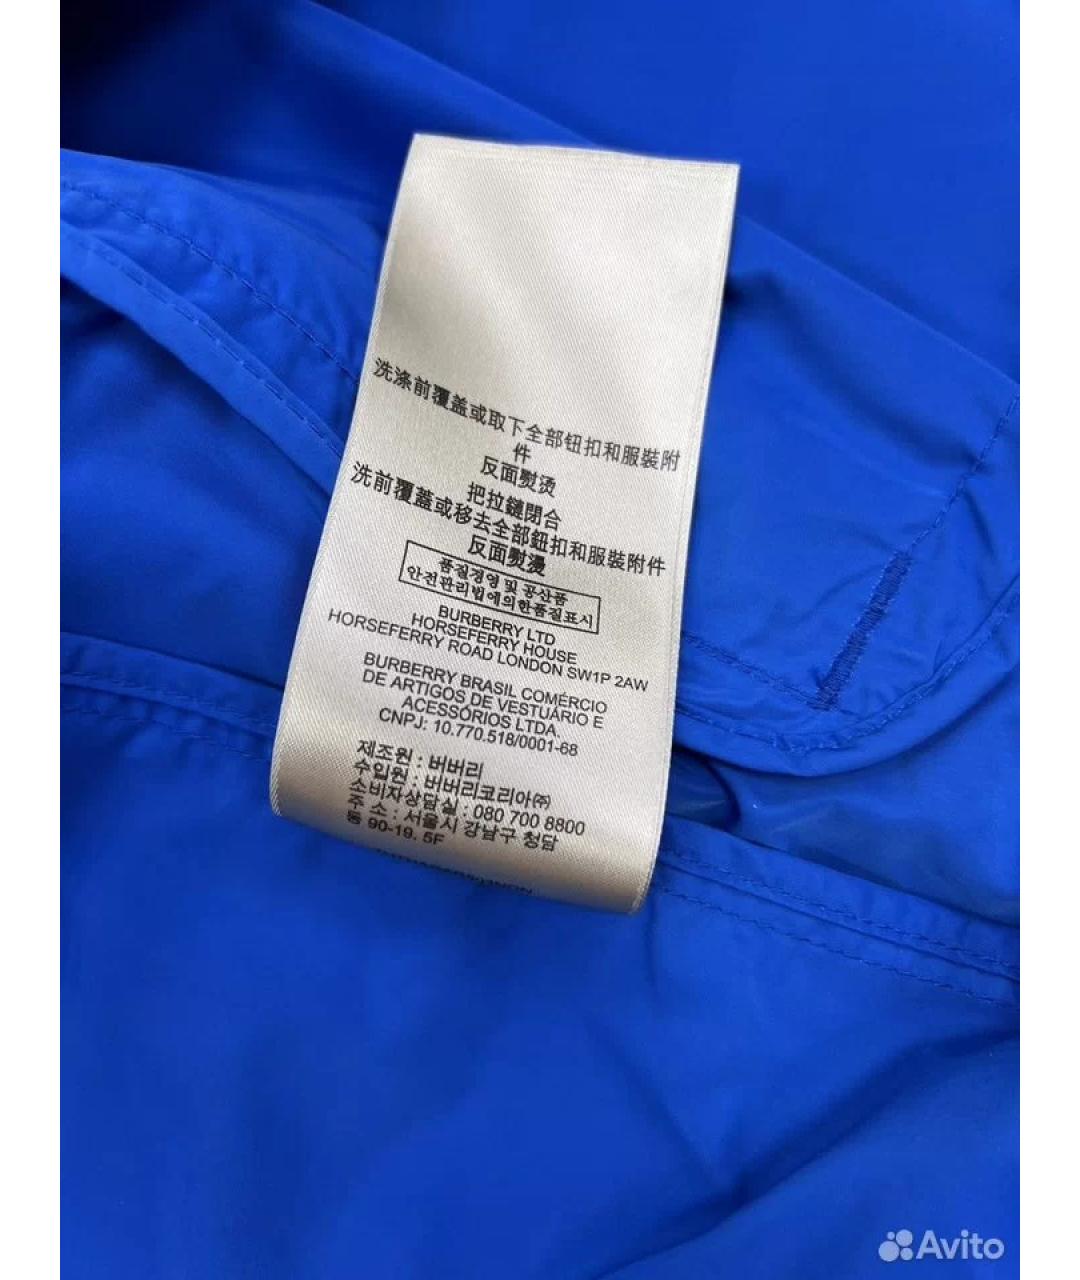 洗涤前覆盖或取下全部钮扣和服裝附
件
反面熨烫
把拉鏈閉合
洗前覆蓋或移去全部鈕扣和服裝附件
反面熨燙
품질경영 및 공산품
안전관리법에의한품질표시
BURBERRY LTD
HORSEFERRY HOUSE
HORSEFERRY ROAD LONDON SW1P 2AW
BURBERRY BRASIL COMÉRCIO
DE ARTIGOS DE VESTUÁRIO E
ACESSÓRIOS LTDA.
CNPJ: 10.770.518/0001-68
제조원 : 버버리
수입원 : 버버리코리아㈜
소비자상담실 : 080 700 8800
주 소 : 서울시 강남구 청담
동 90-19. 5F
Avito